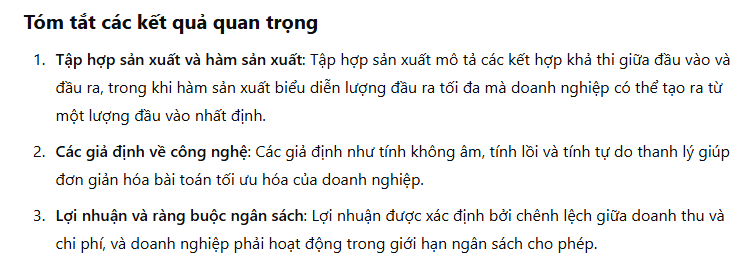 Tóm tắt các kết quả quan trọng
1. Tập hợp sản xuất và hàm sản xuất: Tập hợp sản xuất mô tả các kết hợp khả thi giữa đầu vào và
đầu ra, trong khi hàm sản xuất biểu diễn lượng đầu ra tối đa mà doanh nghiệp có thể tạo ra từ
một lượng đầu vào nhất định.
2. Các giả định về công nghệ: Các giả định như tính không âm, tính lồi và tính tự do thanh lý giúp
đơn giản hóa bài toán tối ưu hóa của doanh nghiệp.
3. Lợi nhuận và ràng buộc ngân sách: Lợi nhuận được xác định bởi chênh lệch giữa doanh thu và
chi phí, và doanh nghiệp phải hoạt động trong giới hạn ngân sách cho phép.